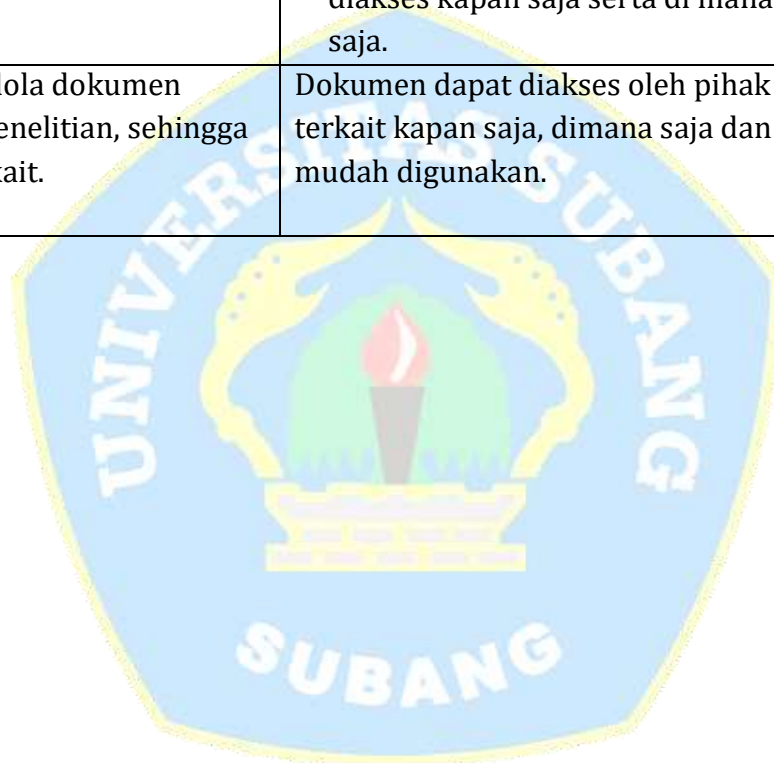 diakses kapan saja serta di mana
saja.
lola dokumen
enelitian, sehingga
kait.
Dokumen dapat diakses oleh pihak
terkait kapan saja, dimana saja dan
mudah digunakan.
UNIVERSITAS SUBANG
SUBANG